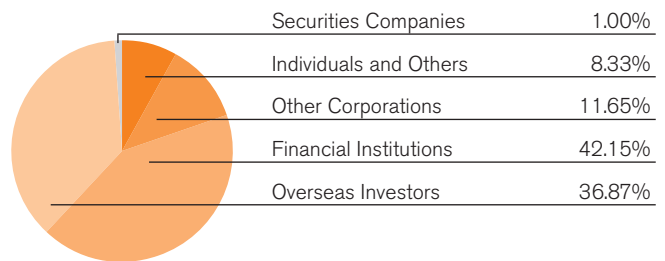 Securities Companies 1.00%
Individuals and Others 8.33%
Other Corporations 11.65%
Financial Institutions 42.15%
Overseas Investors 36.87%